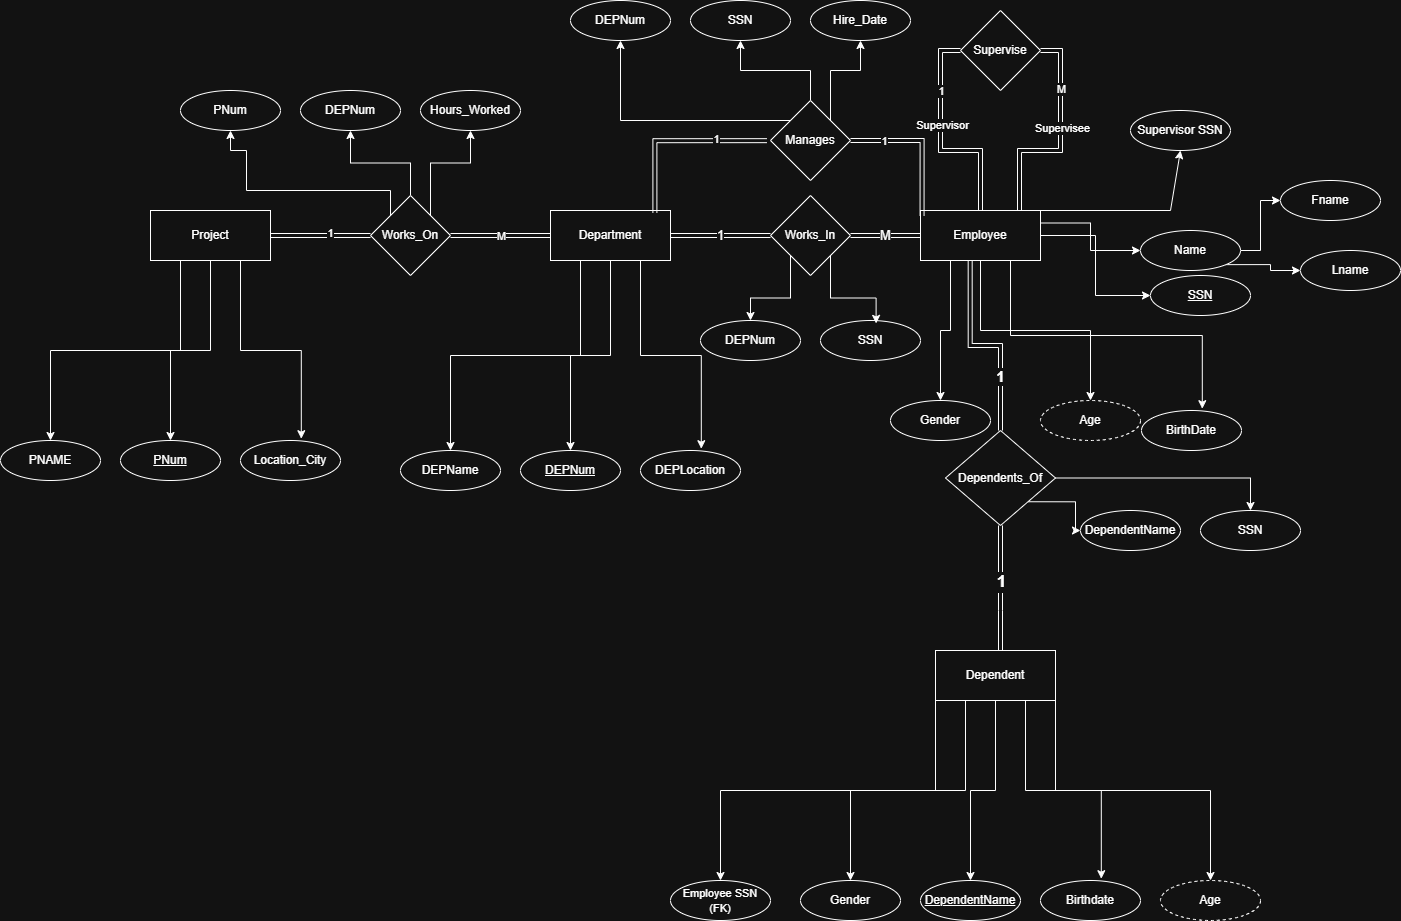 DEPNum
SSN
Hire_Date
Supervise
1
M
Supervisor
Supervisee
PNum
DEPNum
Hours_Worked
Manages
1
1
Supervisor SSN
Fname
Project
1
Works_On
M
Department
1
Works_In
M
Employee
Name
Lname
SSN
DEPNum
SSN
1
Gender
Age
BirthDate
PNAME
PNum
Location_City
DEPName
DEPNum
DEPLocation
Dependents_Of
DependentName
SSN
1
Dependent
Employee SSN
(FK)
Gender
DependentName
Birthdate
Age